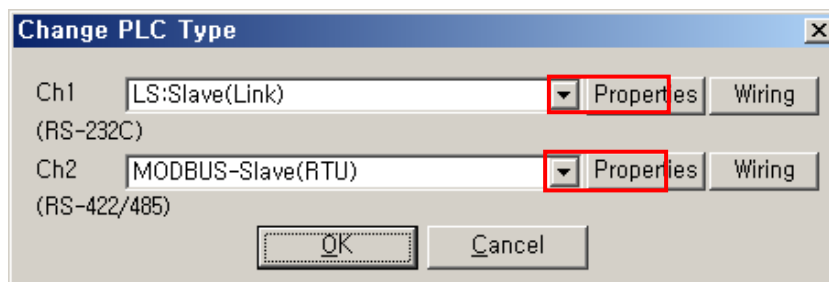 Change PLC Type
Ch1 LS:Slave(Link) Properties Wiring
(RS-232C)
Ch2 MODBUS-Slave(RTU) Properties Wiring
(RS-422/485)
OK Cancel